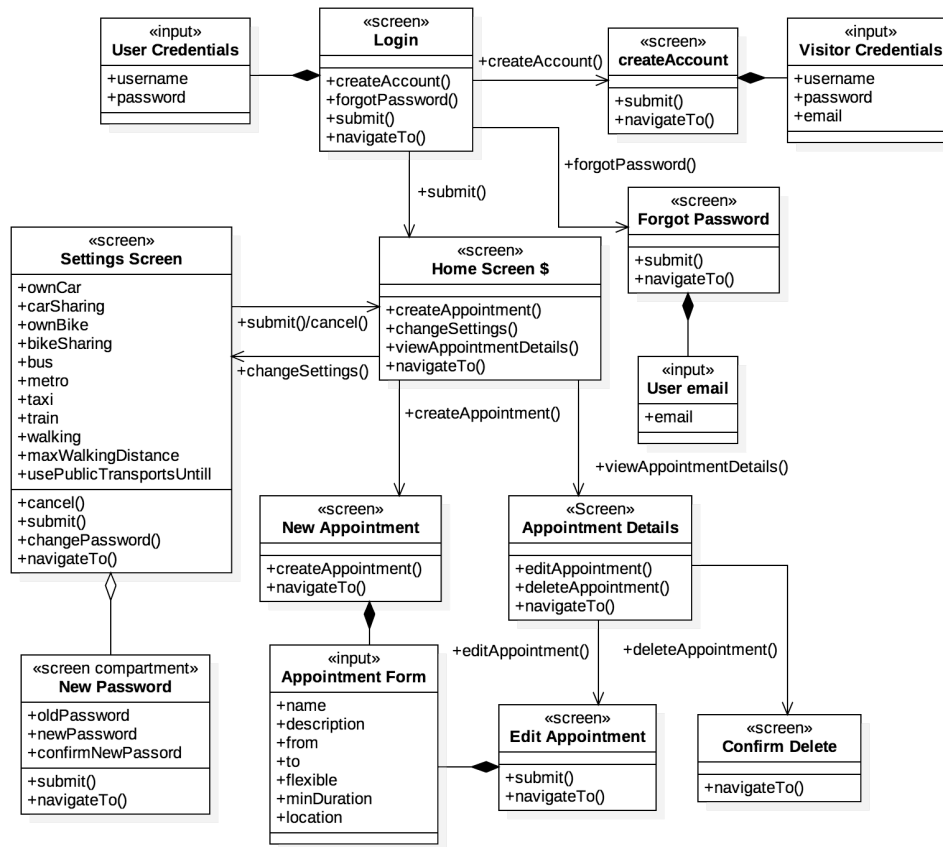 «input»
User Credentials
+username
+password
«screen»
Login
+createAccount()
+forgotPassword()
+submit()
+navigateTo()
+createAccount()
«screen»
createAccount
+submit()
+navigateTo()
«input»
Visitor Credentials
+username
+password
+email
+submit()
+forgotPassword()
«screen»
Forgot Password
+submit()
+navigateTo()
«input»
User email
+email
«screen»
Settings Screen
+ownCar
+carSharing
+ownBike
+bikeSharing
+bus
+metro
+taxi
+train
+walking
+maxWalkingDistance
+usePublicTransportsUntill
+cancel()
+submit()
+changePassword()
+navigateTo()
+submit()/cancel()
+changeSettings()
«screen»
Home Screen $
+createAppointment()
+changeSettings()
+viewAppointmentDetails()
+navigateTo()
+createAppointment()
+viewAppointmentDetails()
«screen»
New Appointment
+createAppointment()
+navigateTo()
«Screen»
Appointment Details
+editAppointment()
+deleteAppointment()
+navigateTo()
«screen compartment»
New Password
+oldPassword
+newPassword
+confirmNewPassord
+submit()
+navigateTo()
«input»
Appointment Form
+name
+description
+from
+to
+flexible
+minDuration
+location
+editAppointment()
+deleteAppointment()
«screen»
Edit Appointment
+submit()
+navigateTo()
«screen»
Confirm Delete
+navigateTo()